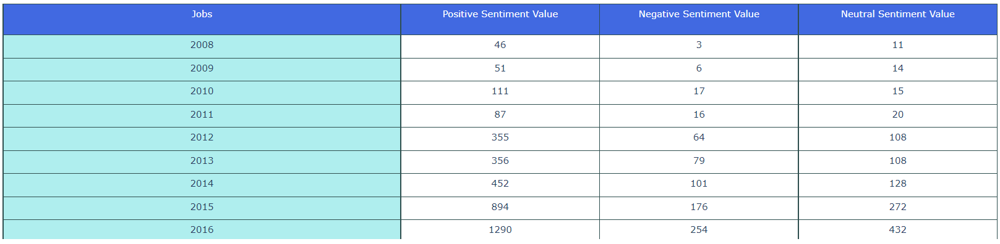 Jobs Positive Sentiment Value Negative Sentiment Value Neutral Sentiment Value
2008 46 3 11
2009 51 6 14
2010 111 17 15
2011 87 16 20
2012 355 64 108
2013 356 79 108
2014 452 101 128
2015 894 176 272
2016 1290 254 432